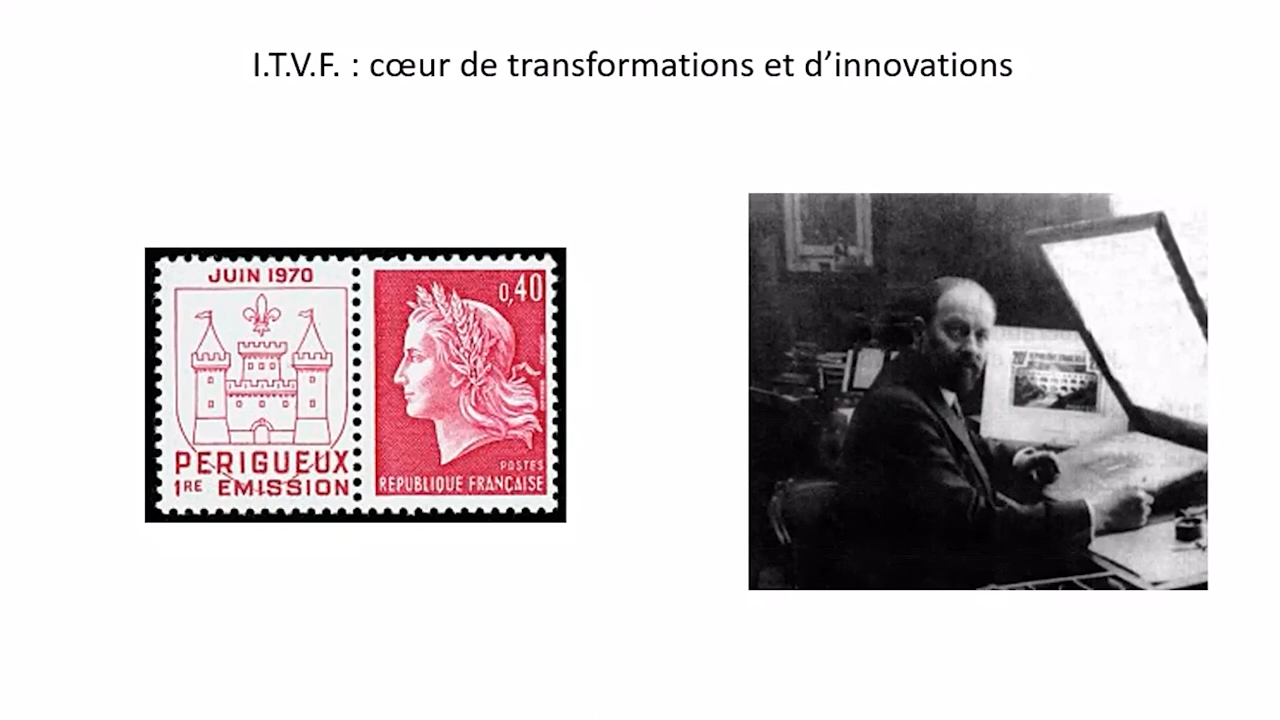 I.T.V.F. : cœur de transformations et d’innovations
JUIN 1970
PERIGUEUX
1RE EMISSION
0,40
POSTES
REPUBLIQUE FRANÇAISE